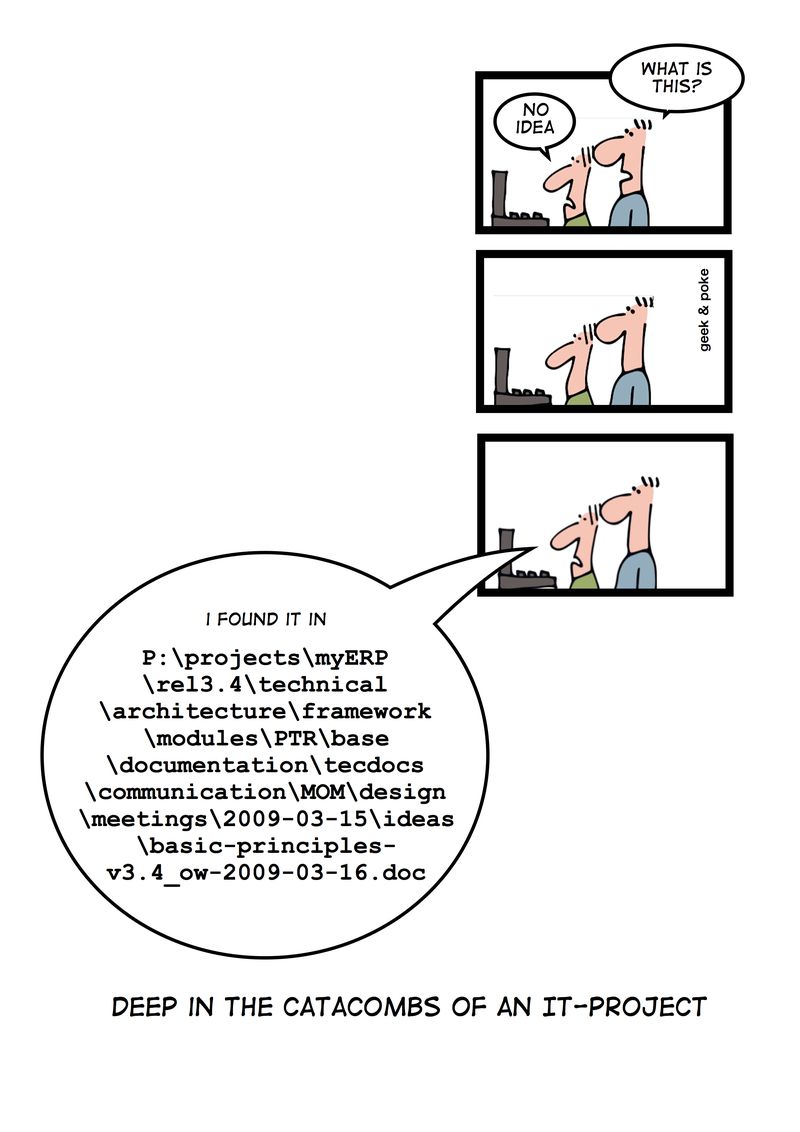 WHAT IS
THIS?
NO
IDEA
geek & poke
I FOUND IT IN
P:\projects\myERP
\rel3.4\technical
\architecture\framework
\modules\PTR\base
\documentation\tecdocs
\communication\MOM\design
\meetings\2009-03-15\ideas
\basic-principles-
v3.4_ow-2009-03-16.doc
DEEP IN THE CATACOMBS OF AN IT-PROJECT